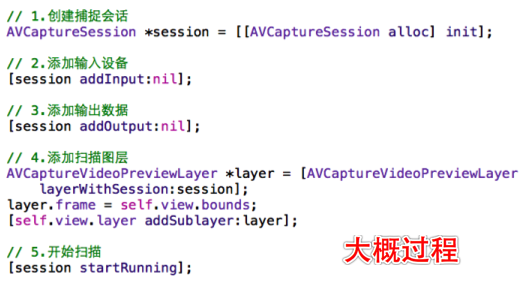 // 1.创建捕捉会话
AVCaptureSession *session = [[AVCaptureSession alloc] init];
// 2.添加输入设备
[session addInput:nil];
// 3.添加输出数据
[session addOutput:nil];
// 4.添加扫描图层
AVCaptureVideoPreviewLayer *layer = [AVCaptureVideoPreviewLayer
layerWithSession:session];
layer.frame = self.view.bounds;
[self.view.layer addSublayer:layer];
// 5.开始扫描
[session startRunning];
大概过程